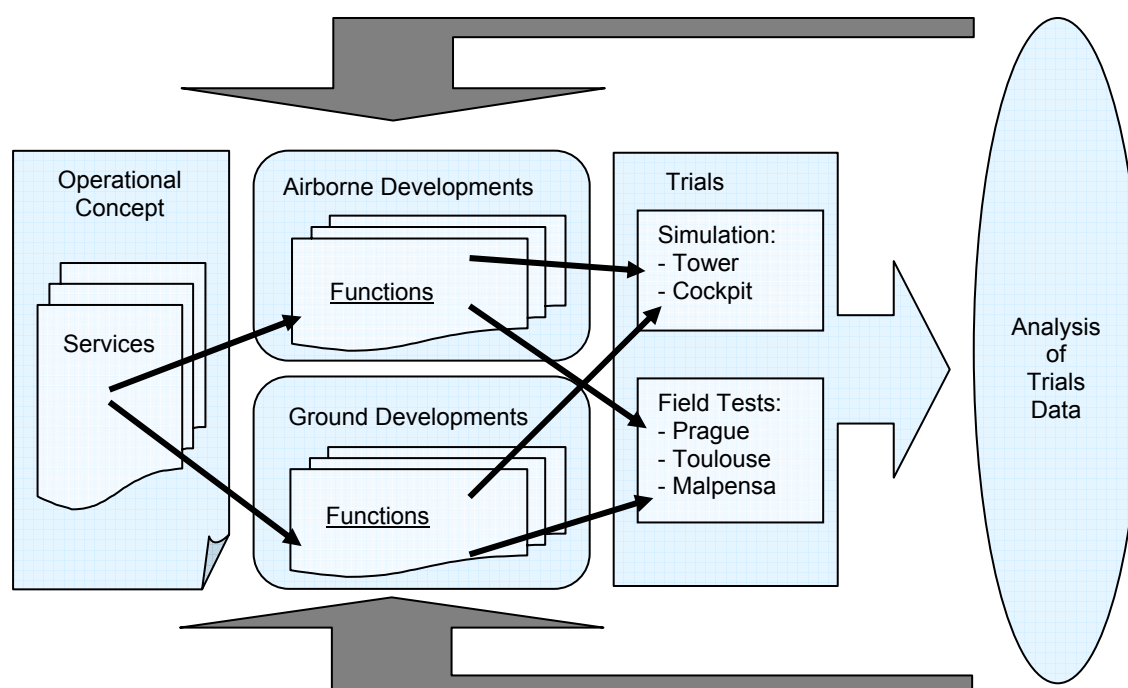 Operational
Concept
Services
Airborne Developments
Functions
Ground Developments
Functions
Trials
Simulation:
- Tower
- Cockpit
Field Tests:
- Prague
- Toulouse
- Malpensa
Analysis
of
Trials
Data